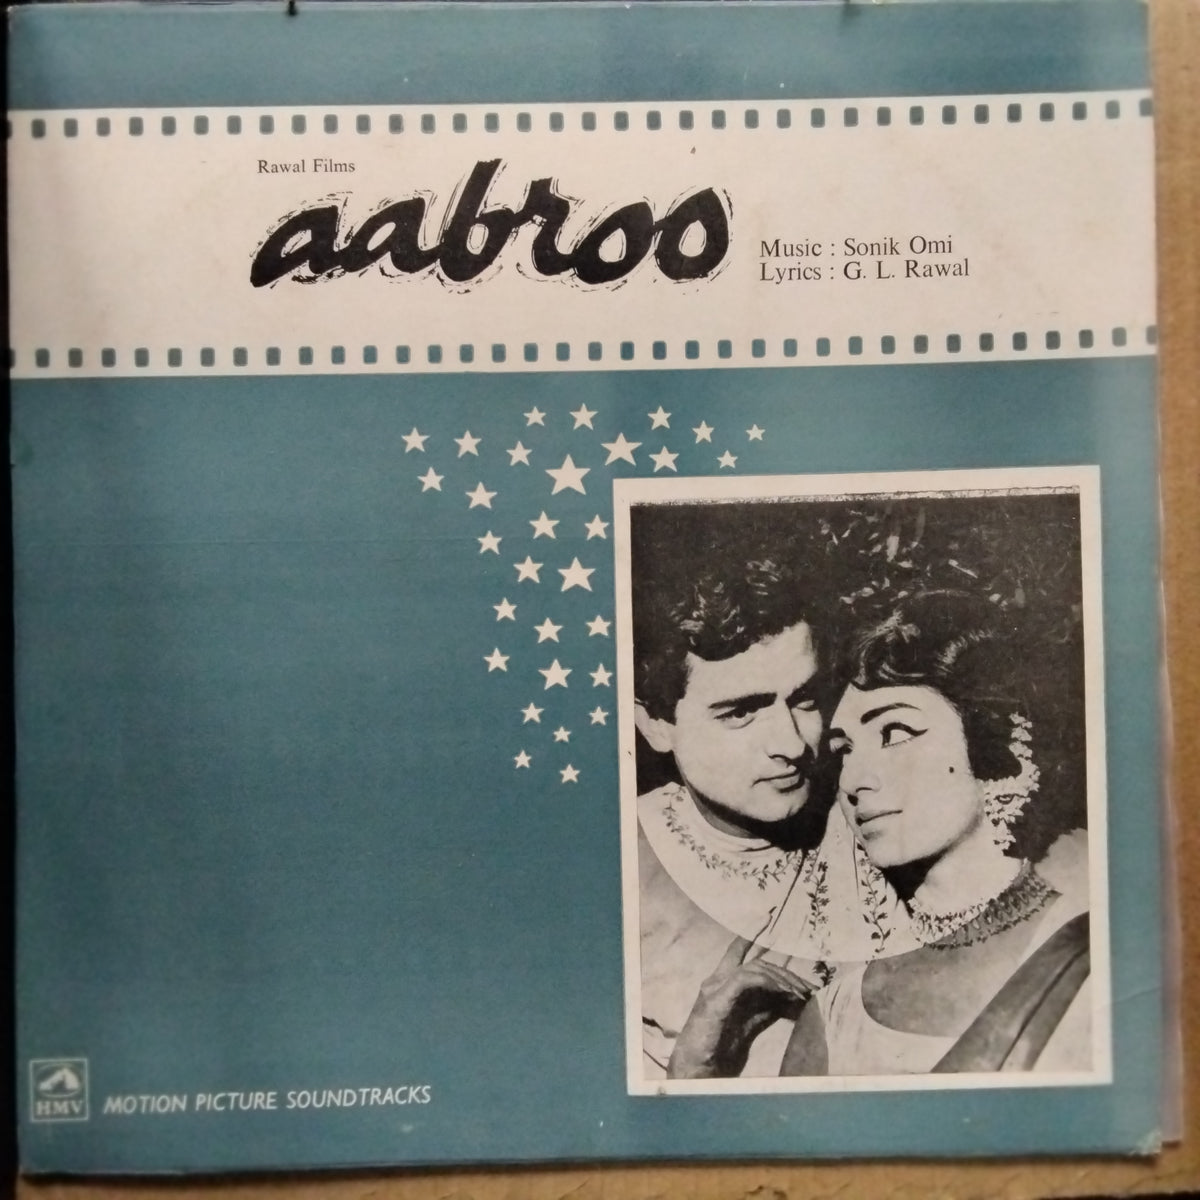 Rawal Films
aabroo
Music : Sonik Omi
Lyrics : G. L. Rawal
HMV
MOTION PICTURE SOUNDTRACKS